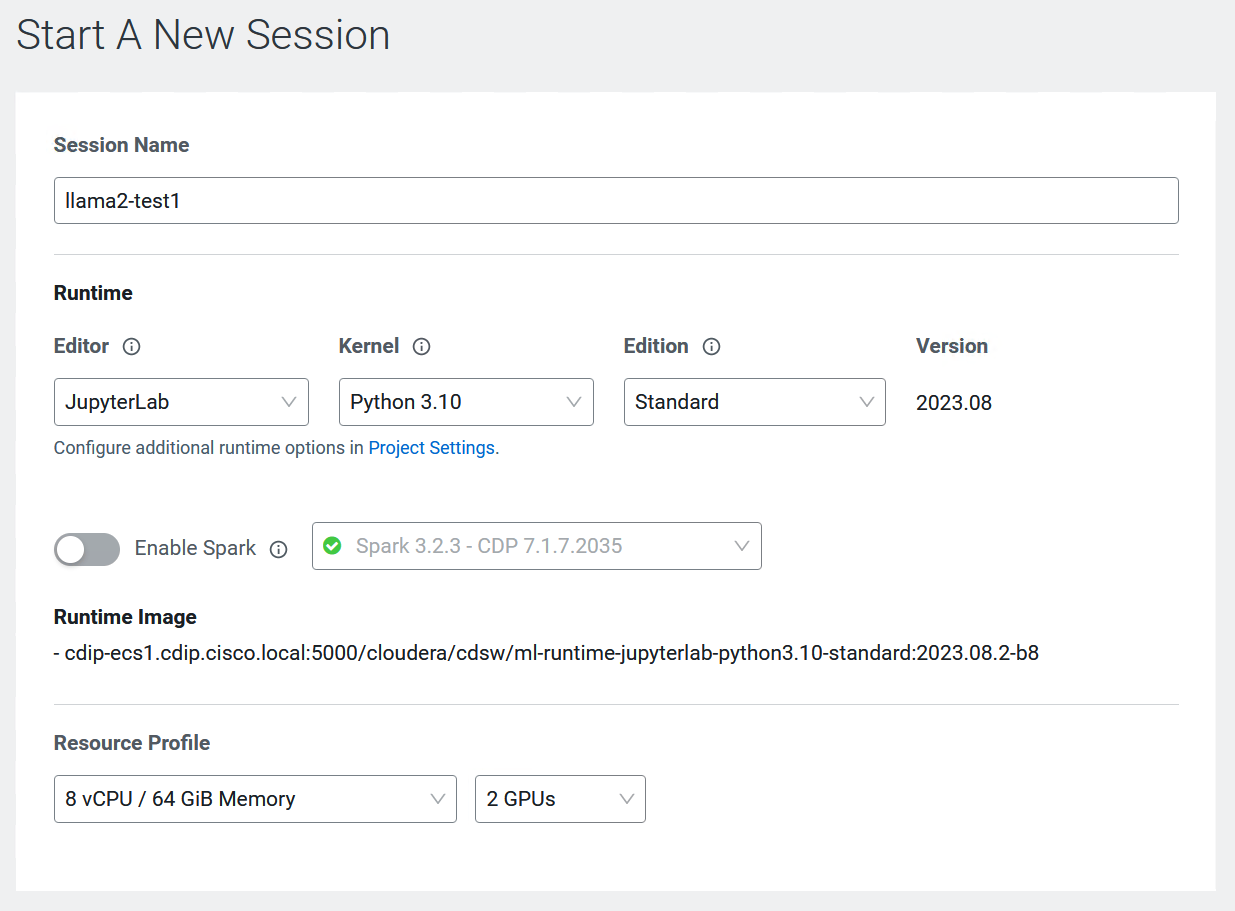 Start A New Session
Session Name
llama2-test1
Runtime
Editor Kernel Edition Version
JupyterLab Python 3.10 Standard 2023.08
Configure additional runtime options in Project Settings.
Enable Spark Spark 3.2.3 - CDP 7.1.7.2035
Runtime Image
- cdip-ecs1.cdip.cisco.local:5000/cloudera/cdsw/ml-runtime-jupyterlab-python3.10-standard:2023.08.2-b8
Resource Profile
8 vCPU / 64 GiB Memory 2 GPUs